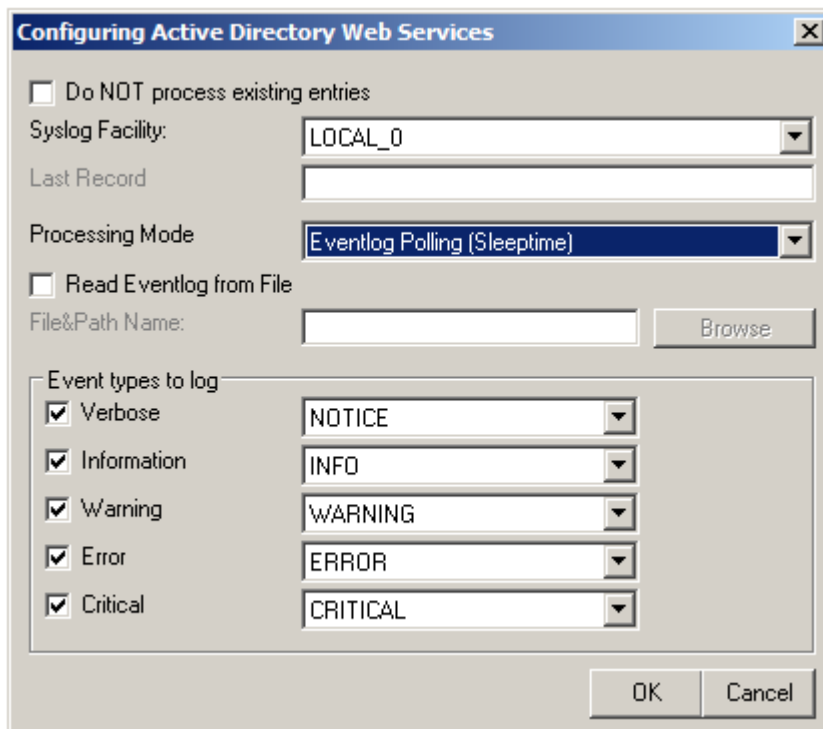 Configuring Active Directory Web Services
Do NOT process existing entries
Syslog Facility: LOCAL_0
Last Record
Processing Mode Eventlog Polling (Sleeptime)
Read Eventlog from File
File&Path Name: Browse
Event types to log
Verbose NOTICE
Information INFO
Warning WARNING
Error ERROR
Critical CRITICAL
OK Cancel